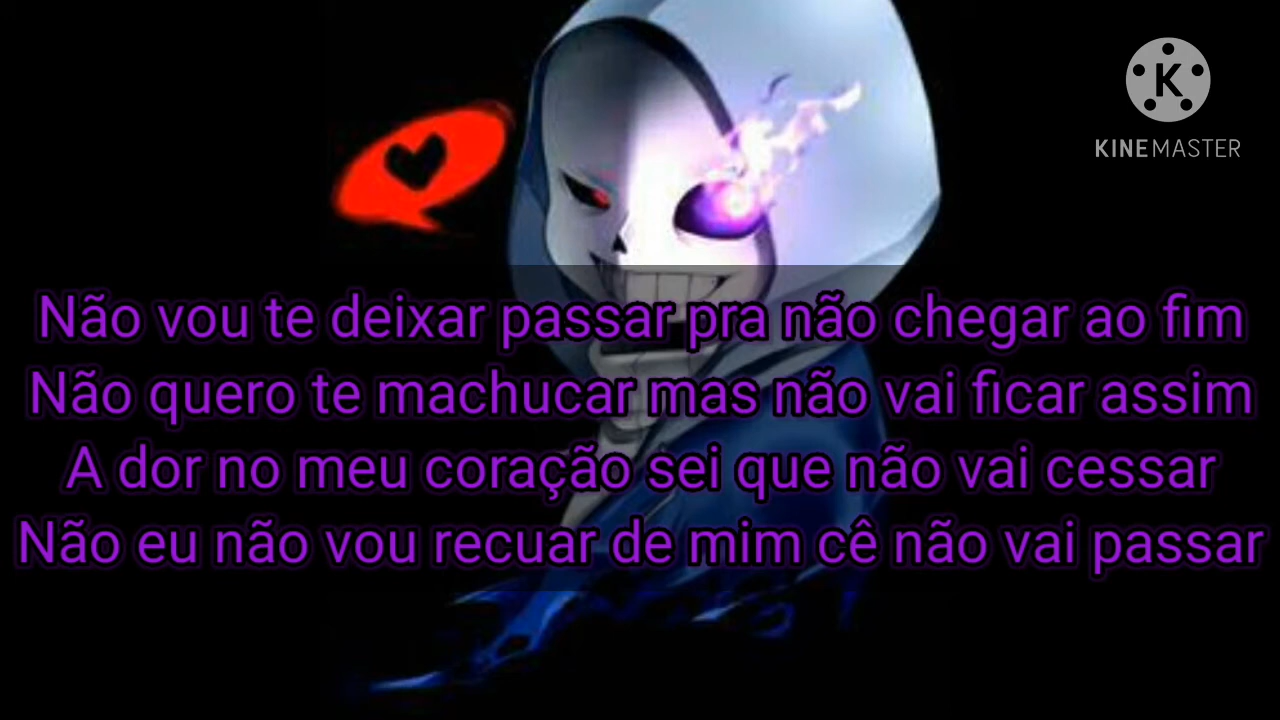 K
KINEMASTER
Não vou te deixar passar pra não chegar ao fim
Não quero te machucar mas não vai ficar assim
A dor no meu coração sei que não vai cessar
Não eu não vou recuar de mim cê não vai passar